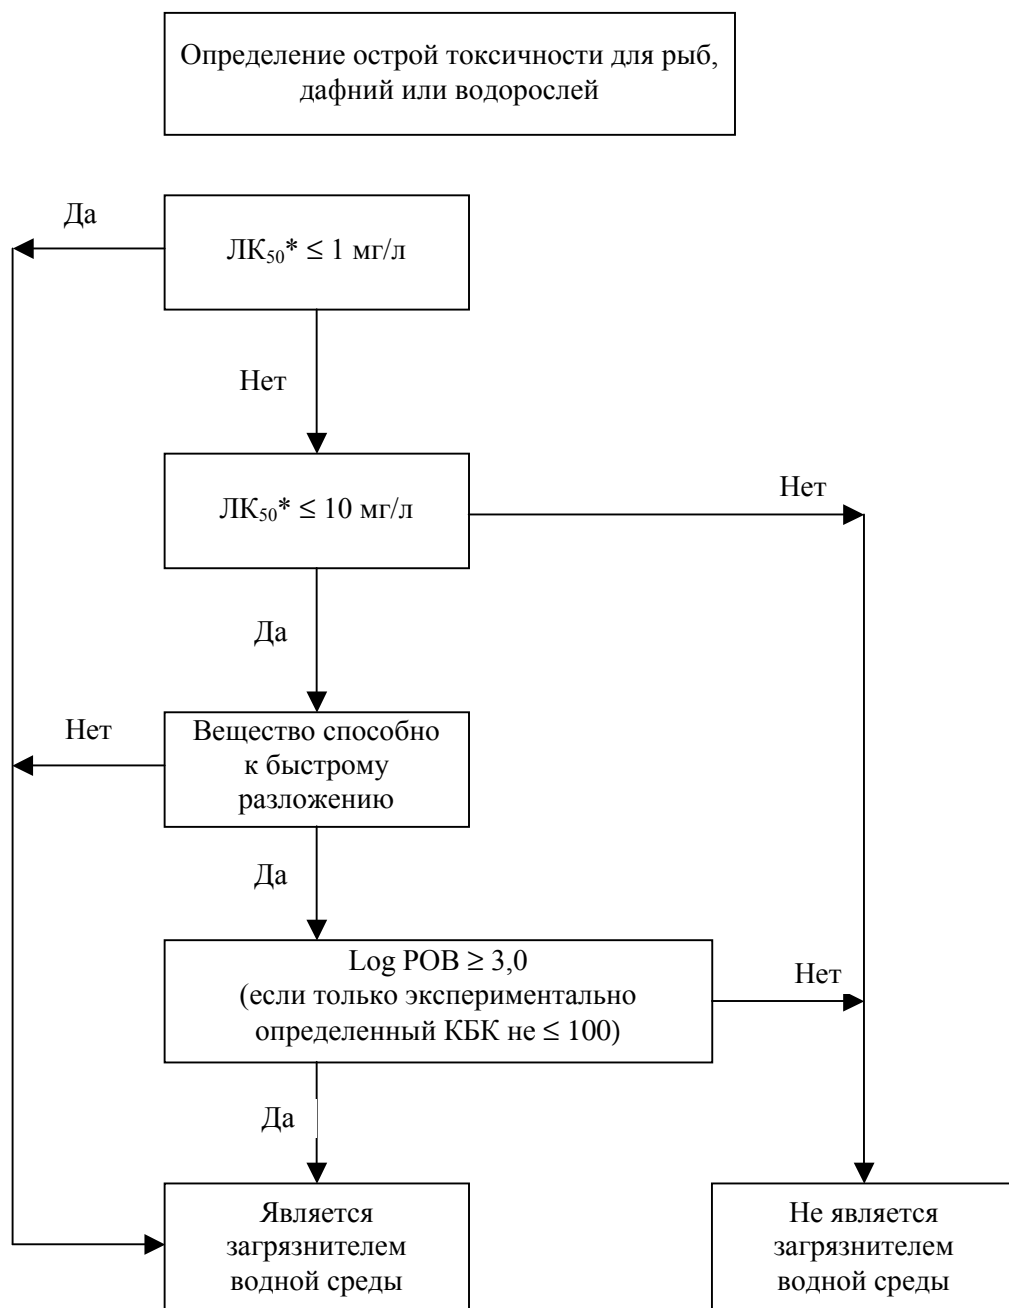 Определение острой токсичности для рыб,
дафний или водорослей
Да
ЛК₅₀* ≤ 1 мг/л
Нет
ЛК₅₀* ≤ 10 мг/л
Нет
Да
Нет
Вещество способно
к быстрому
разложению
Да
Log POB ≥ 3,0
(если только экспериментально
определенный КБК не ≤ 100)
Нет
Да
Является
загрязнителем
водной среды
Не является
загрязнителем
водной среды